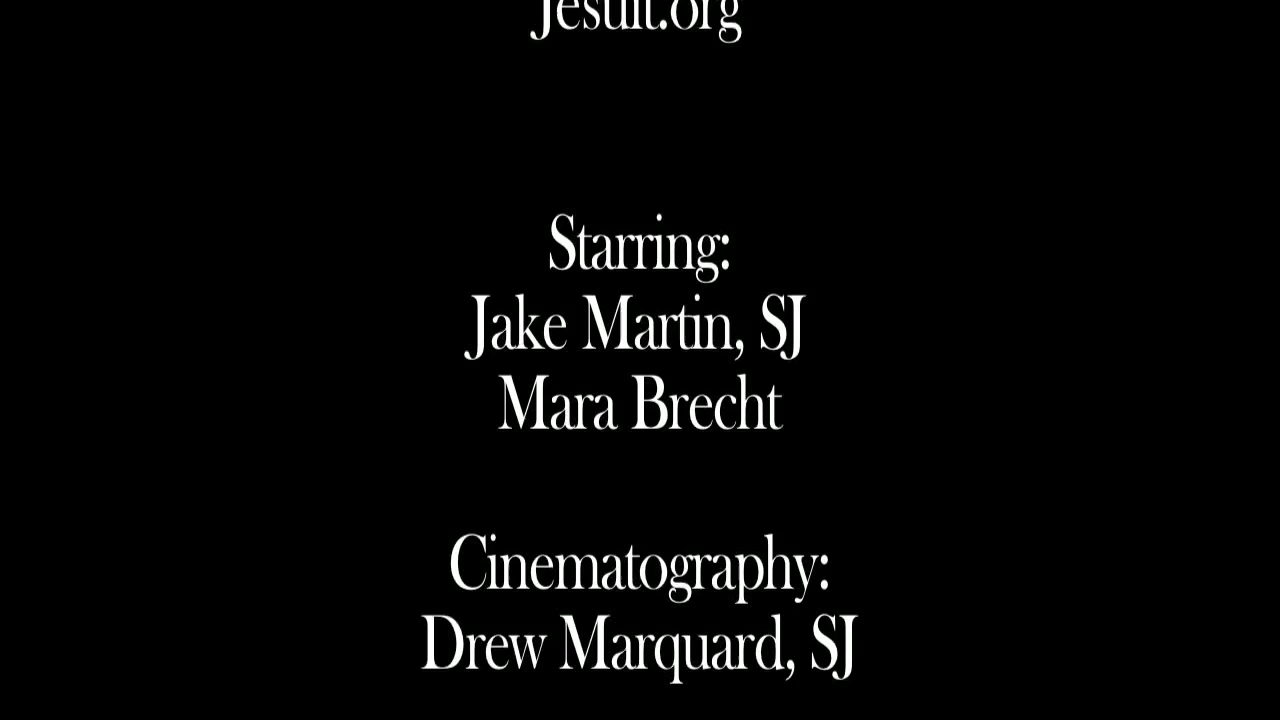 Jesuit.org
Starring:
Jake Martin, SJ
Mara Brecht
Cinematography:
Drew Marquard, SJ